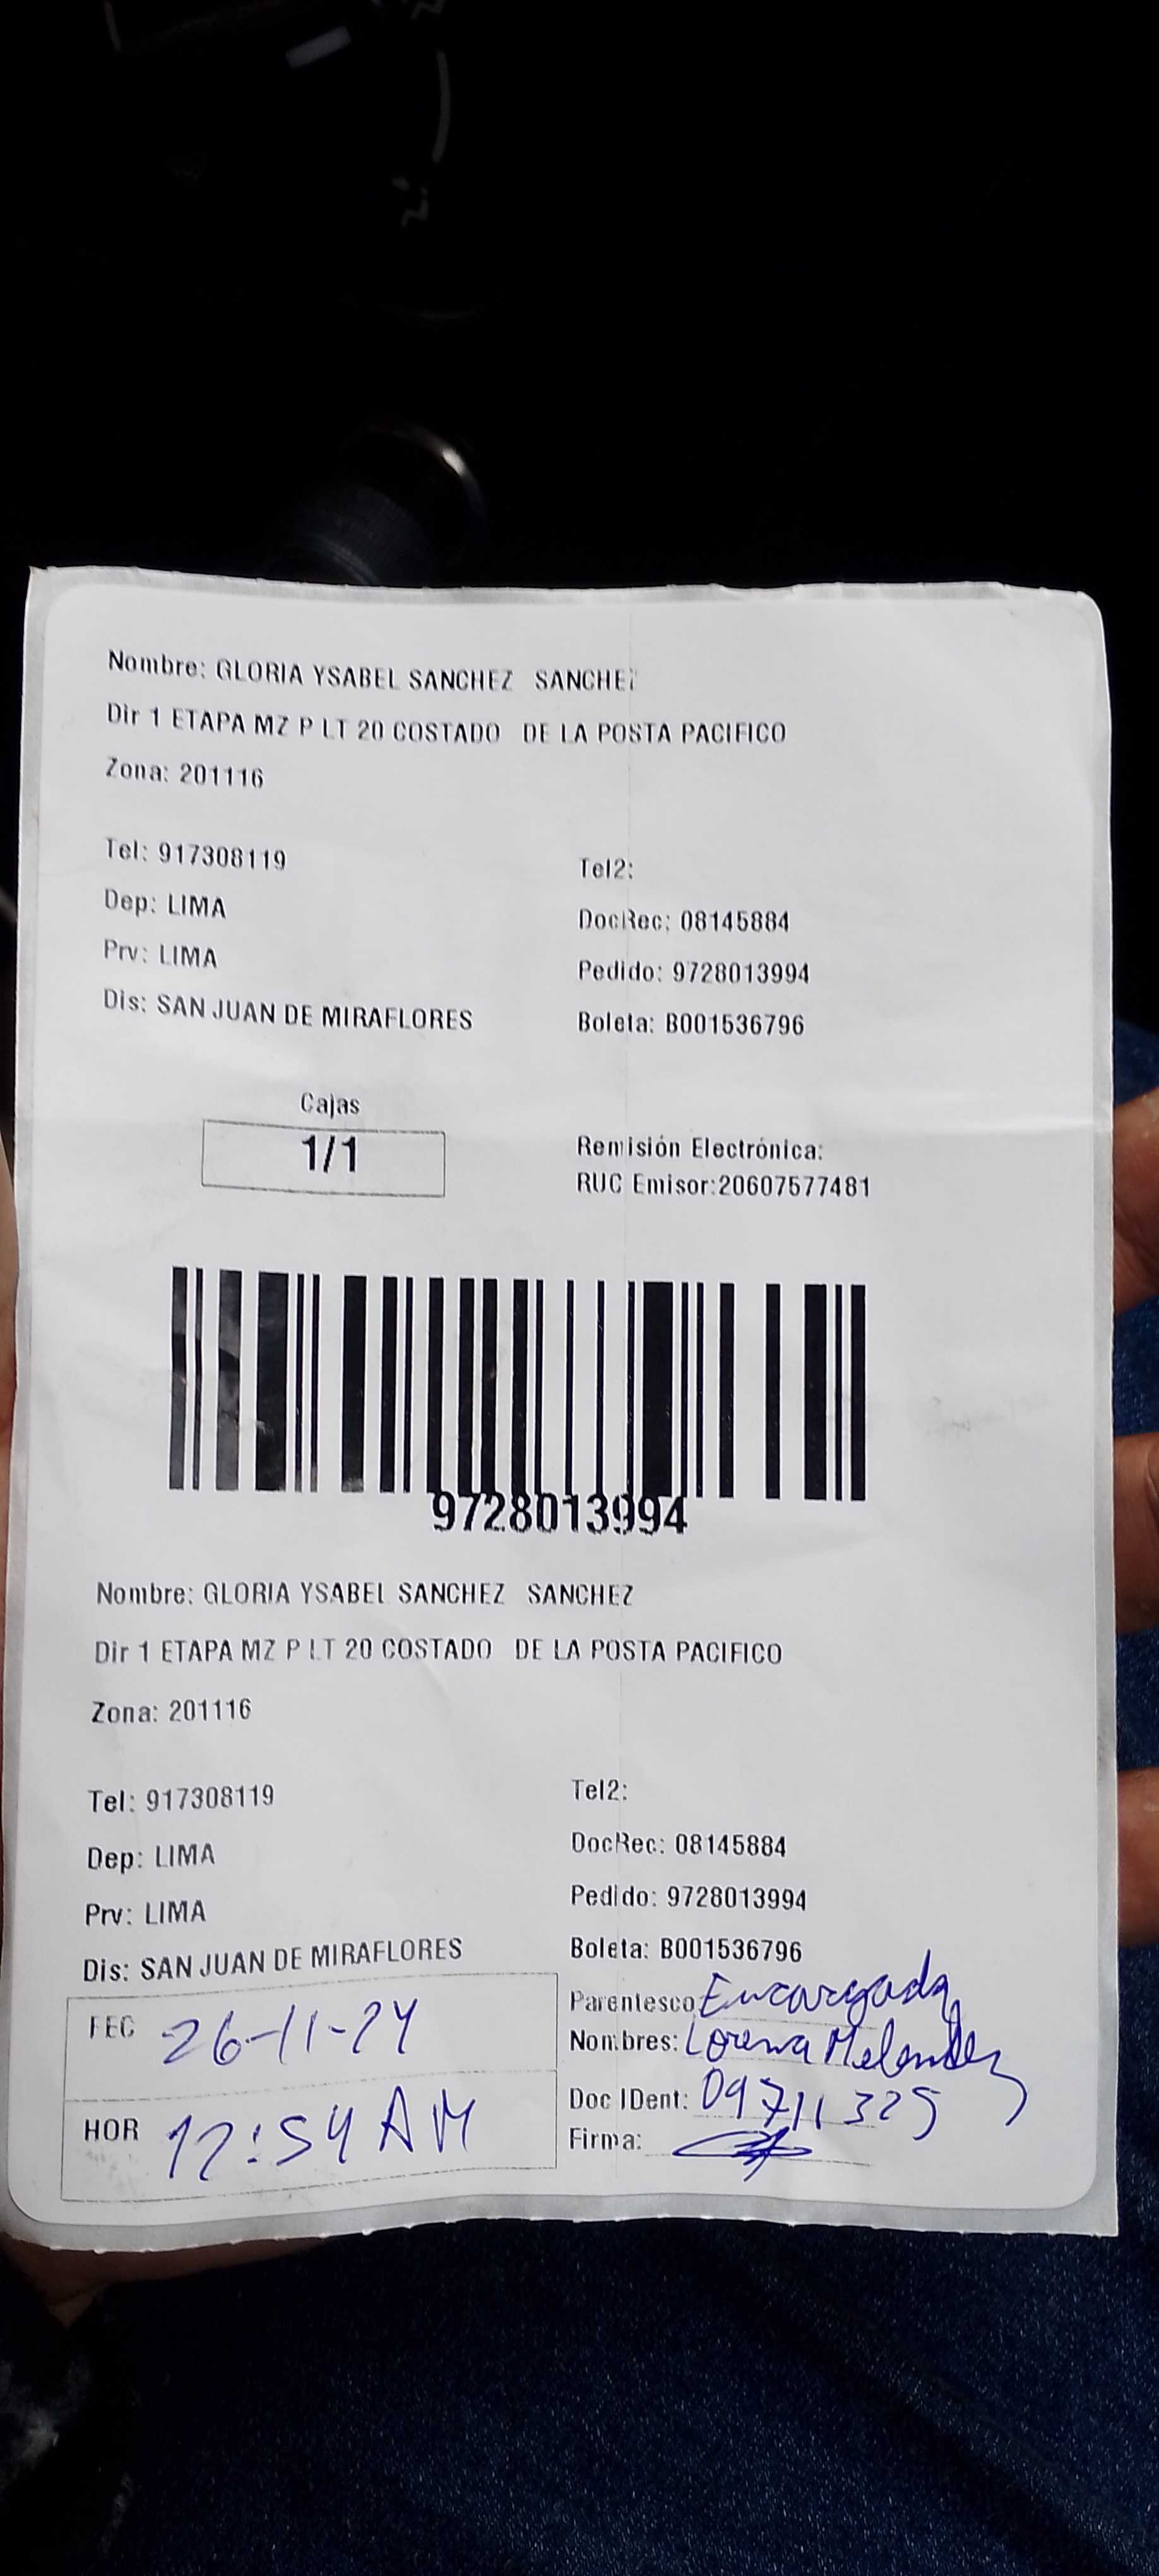 Nombre: GLORIA YSABEL SANCHEZ SANCHEZ
Dir 1 ETAPA MZ P LT 20 COSTADO DE LA POSTA PACIFICO
Zona: 201116
Tel: 917308119
Tel2:
Dep: LIMA
DocRec: 08145884
Prv: LIMA
Pedido: 9728013994
Dis: SAN JUAN DE MIRAFLORES
Boleta: B001536796
Cajas
1/1
Remisión Electrónica:
RUC Emisor:20607577481
9728013994
Nombre: GLORIA YSABEL SANCHEZ SANCHEZ
Dir 1 ETAPA MZ P LT 20 COSTADO DE LA POSTA PACIFICO
Zona: 201116
Tel: 917308119
Tel2:
Dep: LIMA
DocRec: 08145884
Prv: LIMA
Pedido: 9728013994
Dis: SAN JUAN DE MIRAFLORES
Boleta: B001536796
FEC 26-11-24
Parentesco Encargada
Nombres: Lorena Melendez
HOR 12:54 AM
Doc IDent: 09711325
Firma: